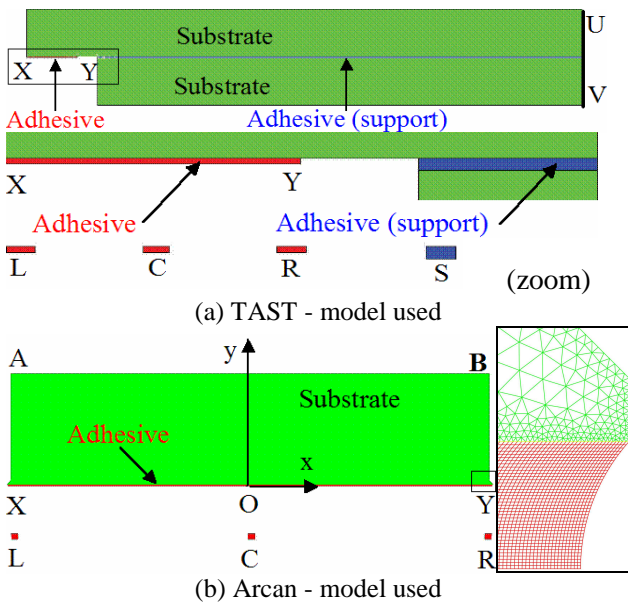 Substrate
U
X Y
Substrate
V
Adhesive
Adhesive (support)
X
Y
Adhesive
Adhesive (support)
L
C
R
S
(zoom)
(a) TAST - model used
y
A
B
Substrate
Adhesive
x
X
O
Y
L
C
R
(b) Arcan - model used